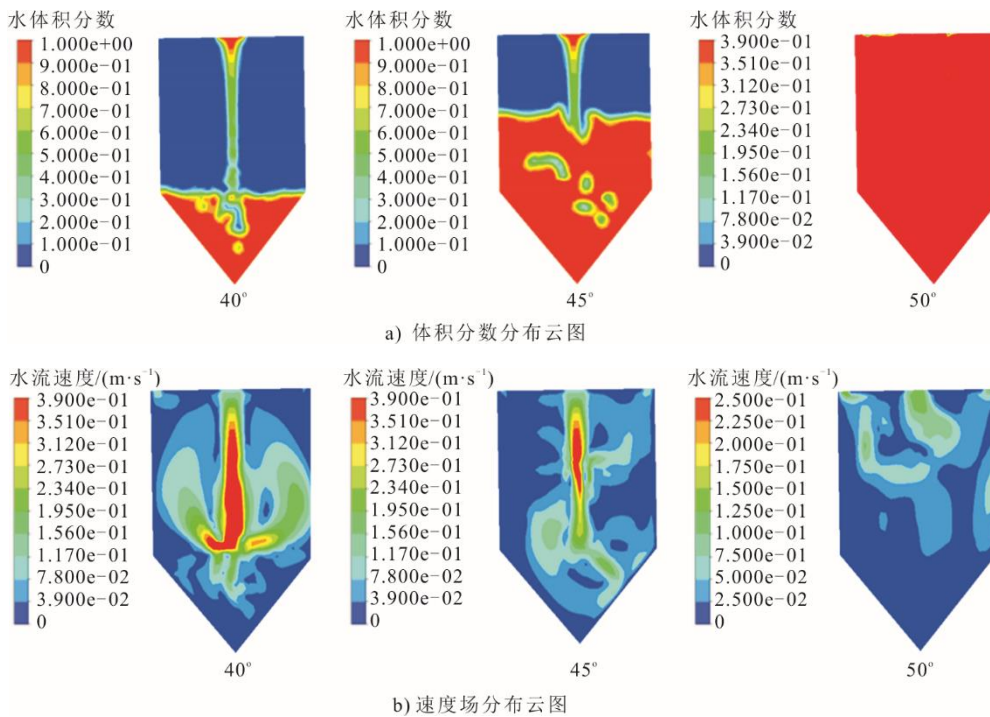 水体积分数
1.000e+00
9.000e-01
8.000e-01
7.000e-01
6.000e-01
5.000e-01
4.000e-01
3.000e-01
2.000e-01
1.000e-01
0
40°
水体积分数
1.000e+00
9.000e-01
8.000e-01
7.000e-01
6.000e-01
5.000e-01
4.000e-01
3.000e-01
2.000e-01
1.000e-01
0
45°
水体积分数
3.900e-01
3.510e-01
3.120e-01
2.730e-01
2.340e-01
1.950e-01
1.560e-01
1.170e-01
7.800e-02
3.900e-02
0
50°
a) 体积分数分布云图
水流速度/(m·s⁻¹)
3.900e-01
3.510e-01
3.120e-01
2.730e-01
2.340e-01
1.950e-01
1.560e-01
1.170e-01
7.800e-02
3.900e-02
0
40°
水流速度/(m·s⁻¹)
3.900e-01
3.510e-01
3.120e-01
2.730e-01
2.340e-01
1.950e-01
1.560e-01
1.170e-01
7.800e-02
3.900e-02
0
45°
水流速度/(m·s⁻¹)
2.500e-01
2.250e-01
2.000e-01
1.750e-01
1.500e-01
1.250e-01
1.000e-01
7.500e-01
5.000e-02
2.500e-02
0
50°
b) 速度场分布云图